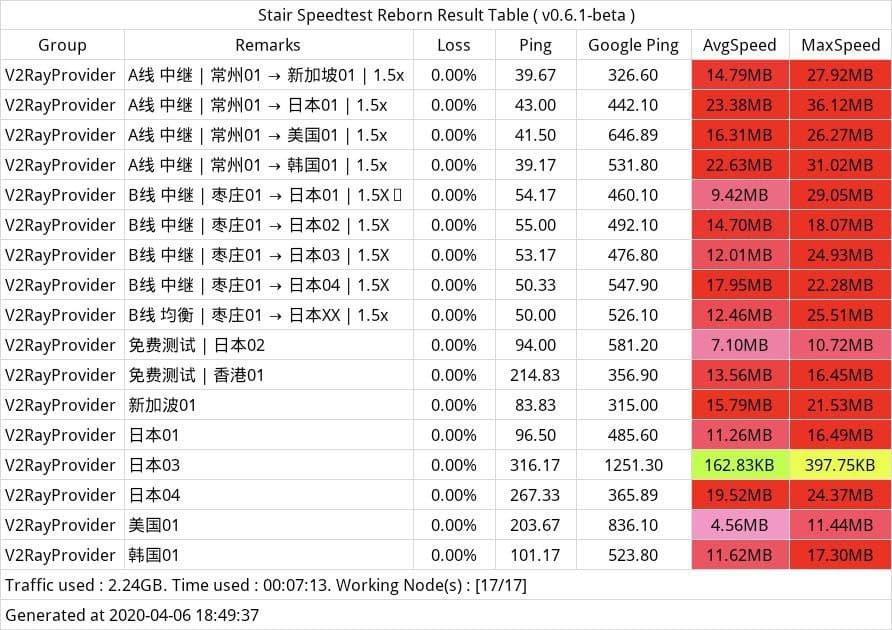 Stair Speedtest Reborn Result Table ( v0.6.1-beta )
Group Remarks Loss Ping Google Ping AvgSpeed MaxSpeed
V2RayProvider A线 中继 | 常州01 → 新加坡01 | 1.5x 0.00% 39.67 326.60 14.79MB 27.92MB
V2RayProvider A线 中继 | 常州01 → 日本01 | 1.5x 0.00% 43.00 442.10 23.38MB 36.12MB
V2RayProvider A线 中继 | 常州01 → 美国01 | 1.5x 0.00% 41.50 646.89 16.31MB 26.27MB
V2RayProvider A线 中继 | 常州01 → 韩国01 | 1.5x 0.00% 39.17 531.80 22.63MB 31.02MB
V2RayProvider B线 中继 | 枣庄01 → 日本01 | 1.5X 0.00% 54.17 460.10 9.42MB 29.05MB
V2RayProvider B线 中继 | 枣庄01 → 日本02 | 1.5X 0.00% 55.00 492.10 14.70MB 18.07MB
V2RayProvider B线 中继 | 枣庄01 → 日本03 | 1.5X 0.00% 53.17 476.80 12.01MB 24.93MB
V2RayProvider B线 中继 | 枣庄01 → 日本04 | 1.5X 0.00% 50.33 547.90 17.95MB 22.28MB
V2RayProvider B线 均衡 | 枣庄01 → 日本XX | 1.5x 0.00% 50.00 526.10 12.46MB 25.51MB
V2RayProvider 免费测试 | 日本02 0.00% 94.00 581.20 7.10MB 10.72MB
V2RayProvider 免费测试 | 香港01 0.00% 214.83 356.90 13.56MB 16.45MB
V2RayProvider 新加波01 0.00% 83.83 315.00 15.79MB 21.53MB
V2RayProvider 日本01 0.00% 96.50 485.60 11.26MB 16.49MB
V2RayProvider 日本03 0.00% 316.17 1251.30 162.83KB 397.75KB
V2RayProvider 日本04 0.00% 267.33 365.89 19.52MB 24.37MB
V2RayProvider 美国01 0.00% 203.67 836.10 4.56MB 11.44MB
V2RayProvider 韩国01 0.00% 101.17 523.80 11.62MB 17.30MB
Traffic used : 2.24GB. Time used : 00:07:13. Working Node(s) : [17/17]
Generated at 2020-04-06 18:49:37